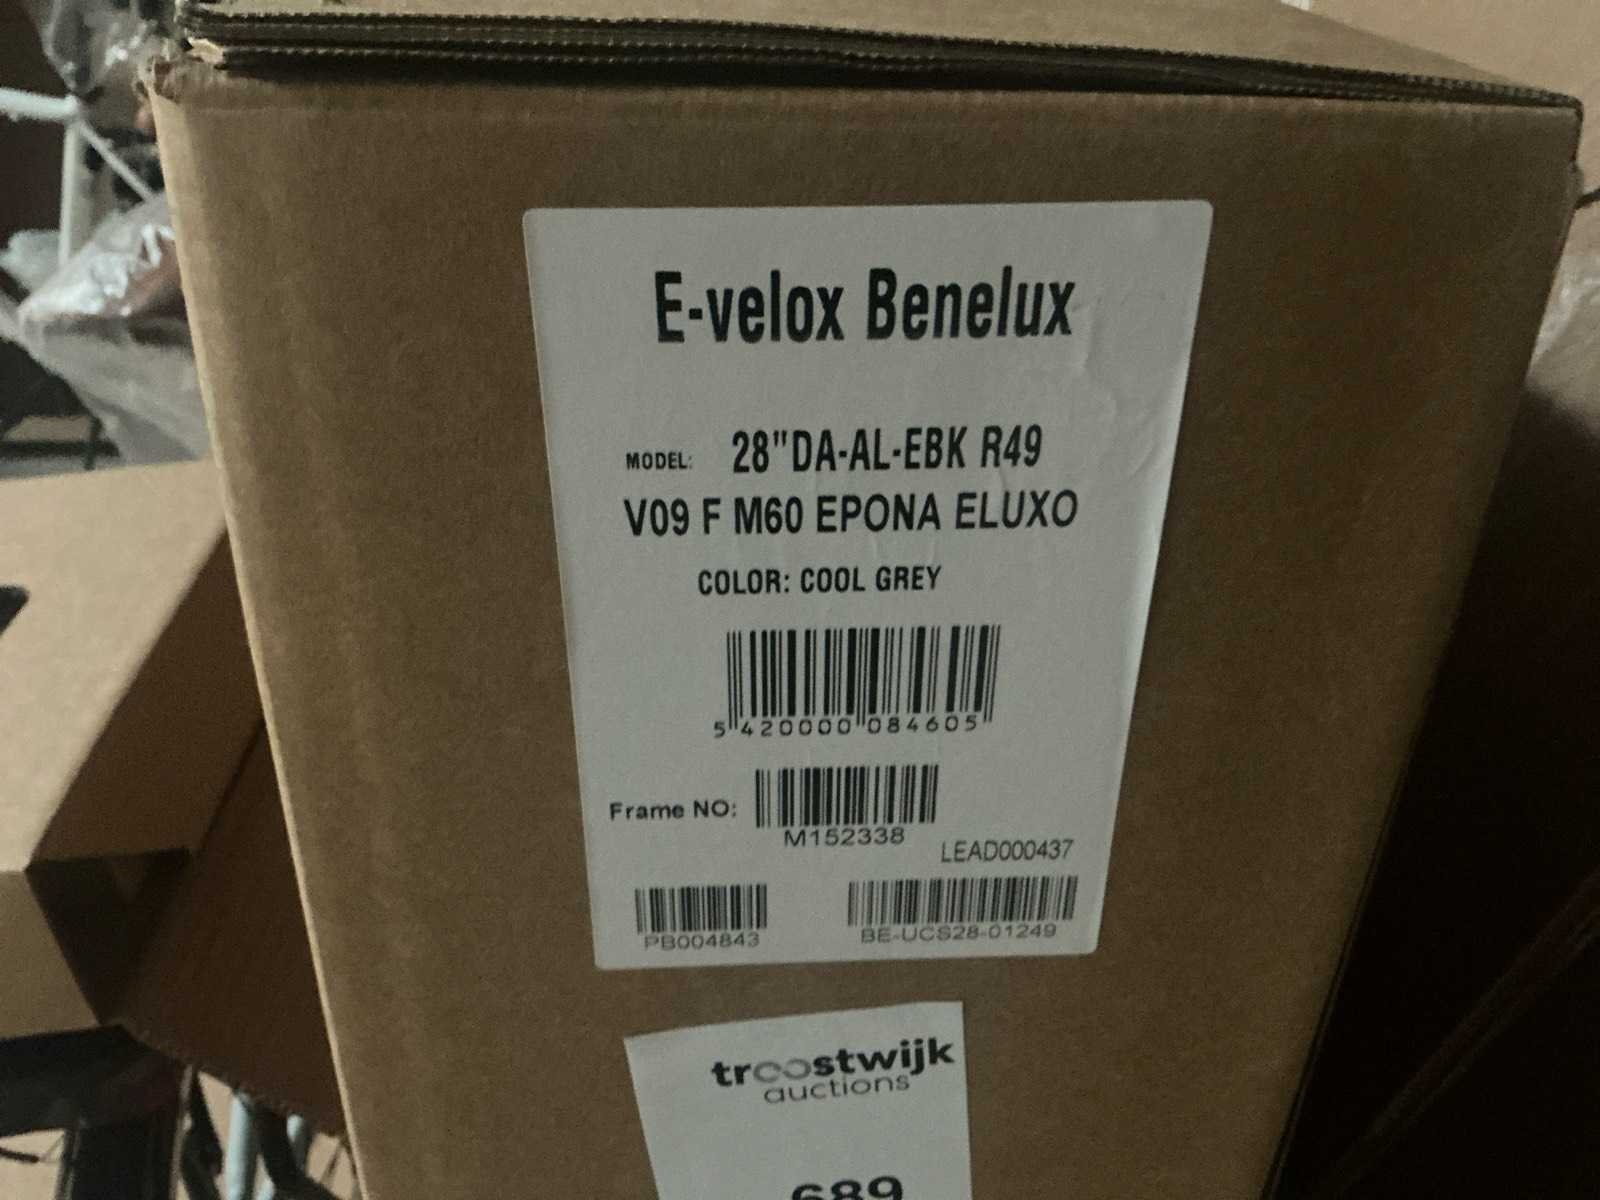 E-velox Benelux
MODEL: 28"DA-AL-EBK R49
V09 F M60 EPONA ELUXO
COLOR: COOL GREY
5 420000 084605
Frame NO:
M152338
LEAD000437
PB004843
BE-UCS28-01249
troostwijk
auctions
689